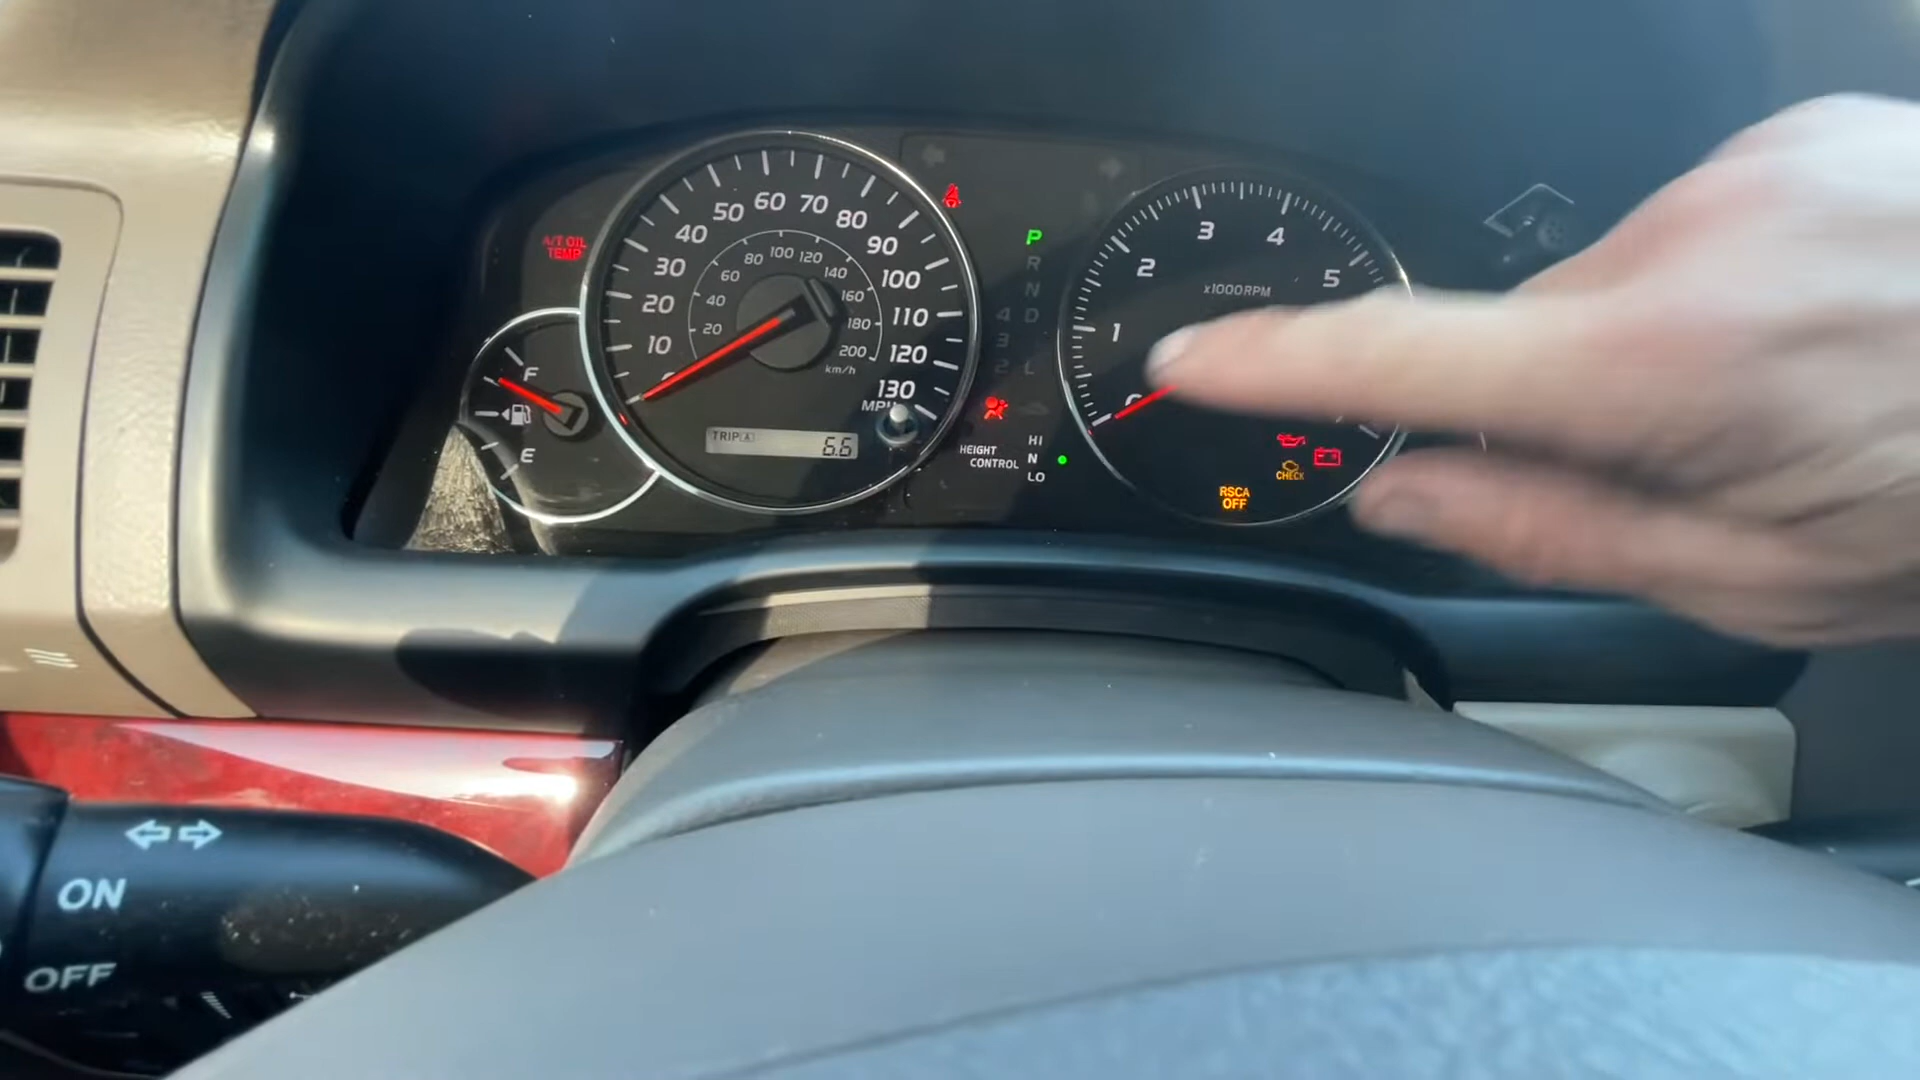 A/T OIL
TEMP
F
E
10
20
30
40
50
60
70
80
90
100
110
120
130
MPH
20
40
60
80
100
120
140
160
180
200
km/h
TRIP A
6.6
P
R
N
D
4
3
2
L
HEIGHT
CONTROL
HI
N
LO
1
2
3
4
5
x1000RPM
CHECK
RSCA
OFF
ON
OFF